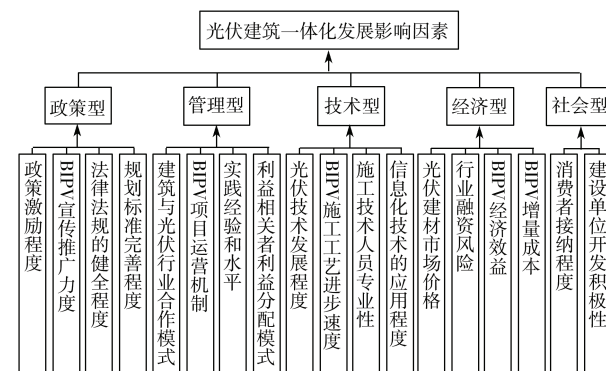 光伏建筑一体化发展影响因素
政策型
管理型
技术型
经济型
社会型
政策激励程度
BIPV宣传推广力度
法律法规的健全程度
规划标准完善程度
建筑与光伏行业合作模式
BIPV项目运营机制
实践经验和水平
利益相关者利益分配模式
光伏技术发展程度
BIPV施工工艺进步速度
施工技术人员专业性
信息化技术的应用程度
光伏建材市场价格
行业融资风险
BIPV经济效益
BIPV增量成本
消费者接纳程度
建设单位开发积极性